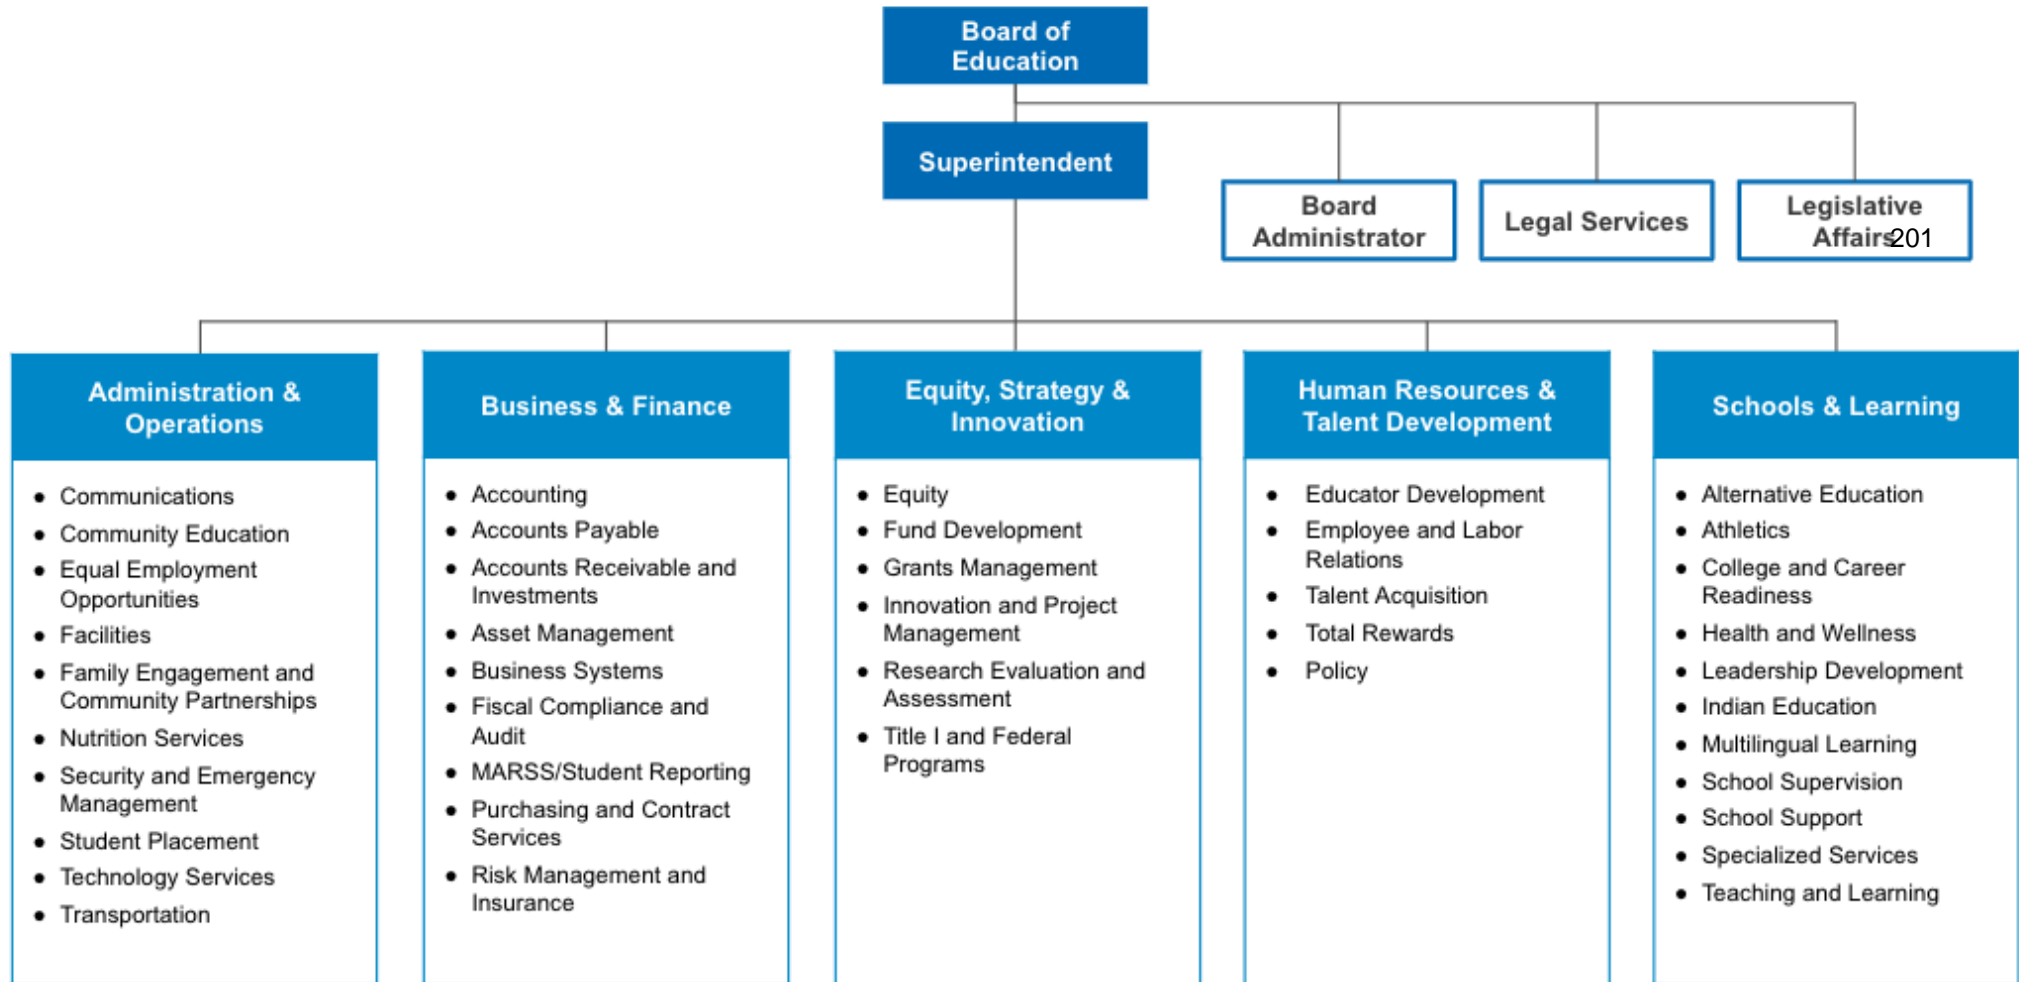 Board of
Education
Superintendent
Board
Administrator
Legal Services
Legislative
Affairs
201
Administration &
Operations
● Communications
● Community Education
● Equal Employment
Opportunities
● Facilities
● Family Engagement and
Community Partnerships
● Nutrition Services
● Security and Emergency
Management
● Student Placement
● Technology Services
● Transportation
Business & Finance
● Accounting
● Accounts Payable
● Accounts Receivable and
Investments
● Asset Management
● Business Systems
● Fiscal Compliance and
Audit
● MARSS/Student Reporting
● Purchasing and Contract
Services
● Risk Management and
Insurance
Equity, Strategy &
Innovation
● Equity
● Fund Development
● Grants Management
● Innovation and Project
Management
● Research Evaluation and
Assessment
● Title I and Federal
Programs
Human Resources &
Talent Development
● Educator Development
● Employee and Labor
Relations
● Talent Acquisition
● Total Rewards
● Policy
Schools & Learning
● Alternative Education
● Athletics
● College and Career
Readiness
● Health and Wellness
● Leadership Development
● Indian Education
● Multilingual Learning
● School Supervision
● School Support
● Specialized Services
● Teaching and Learning